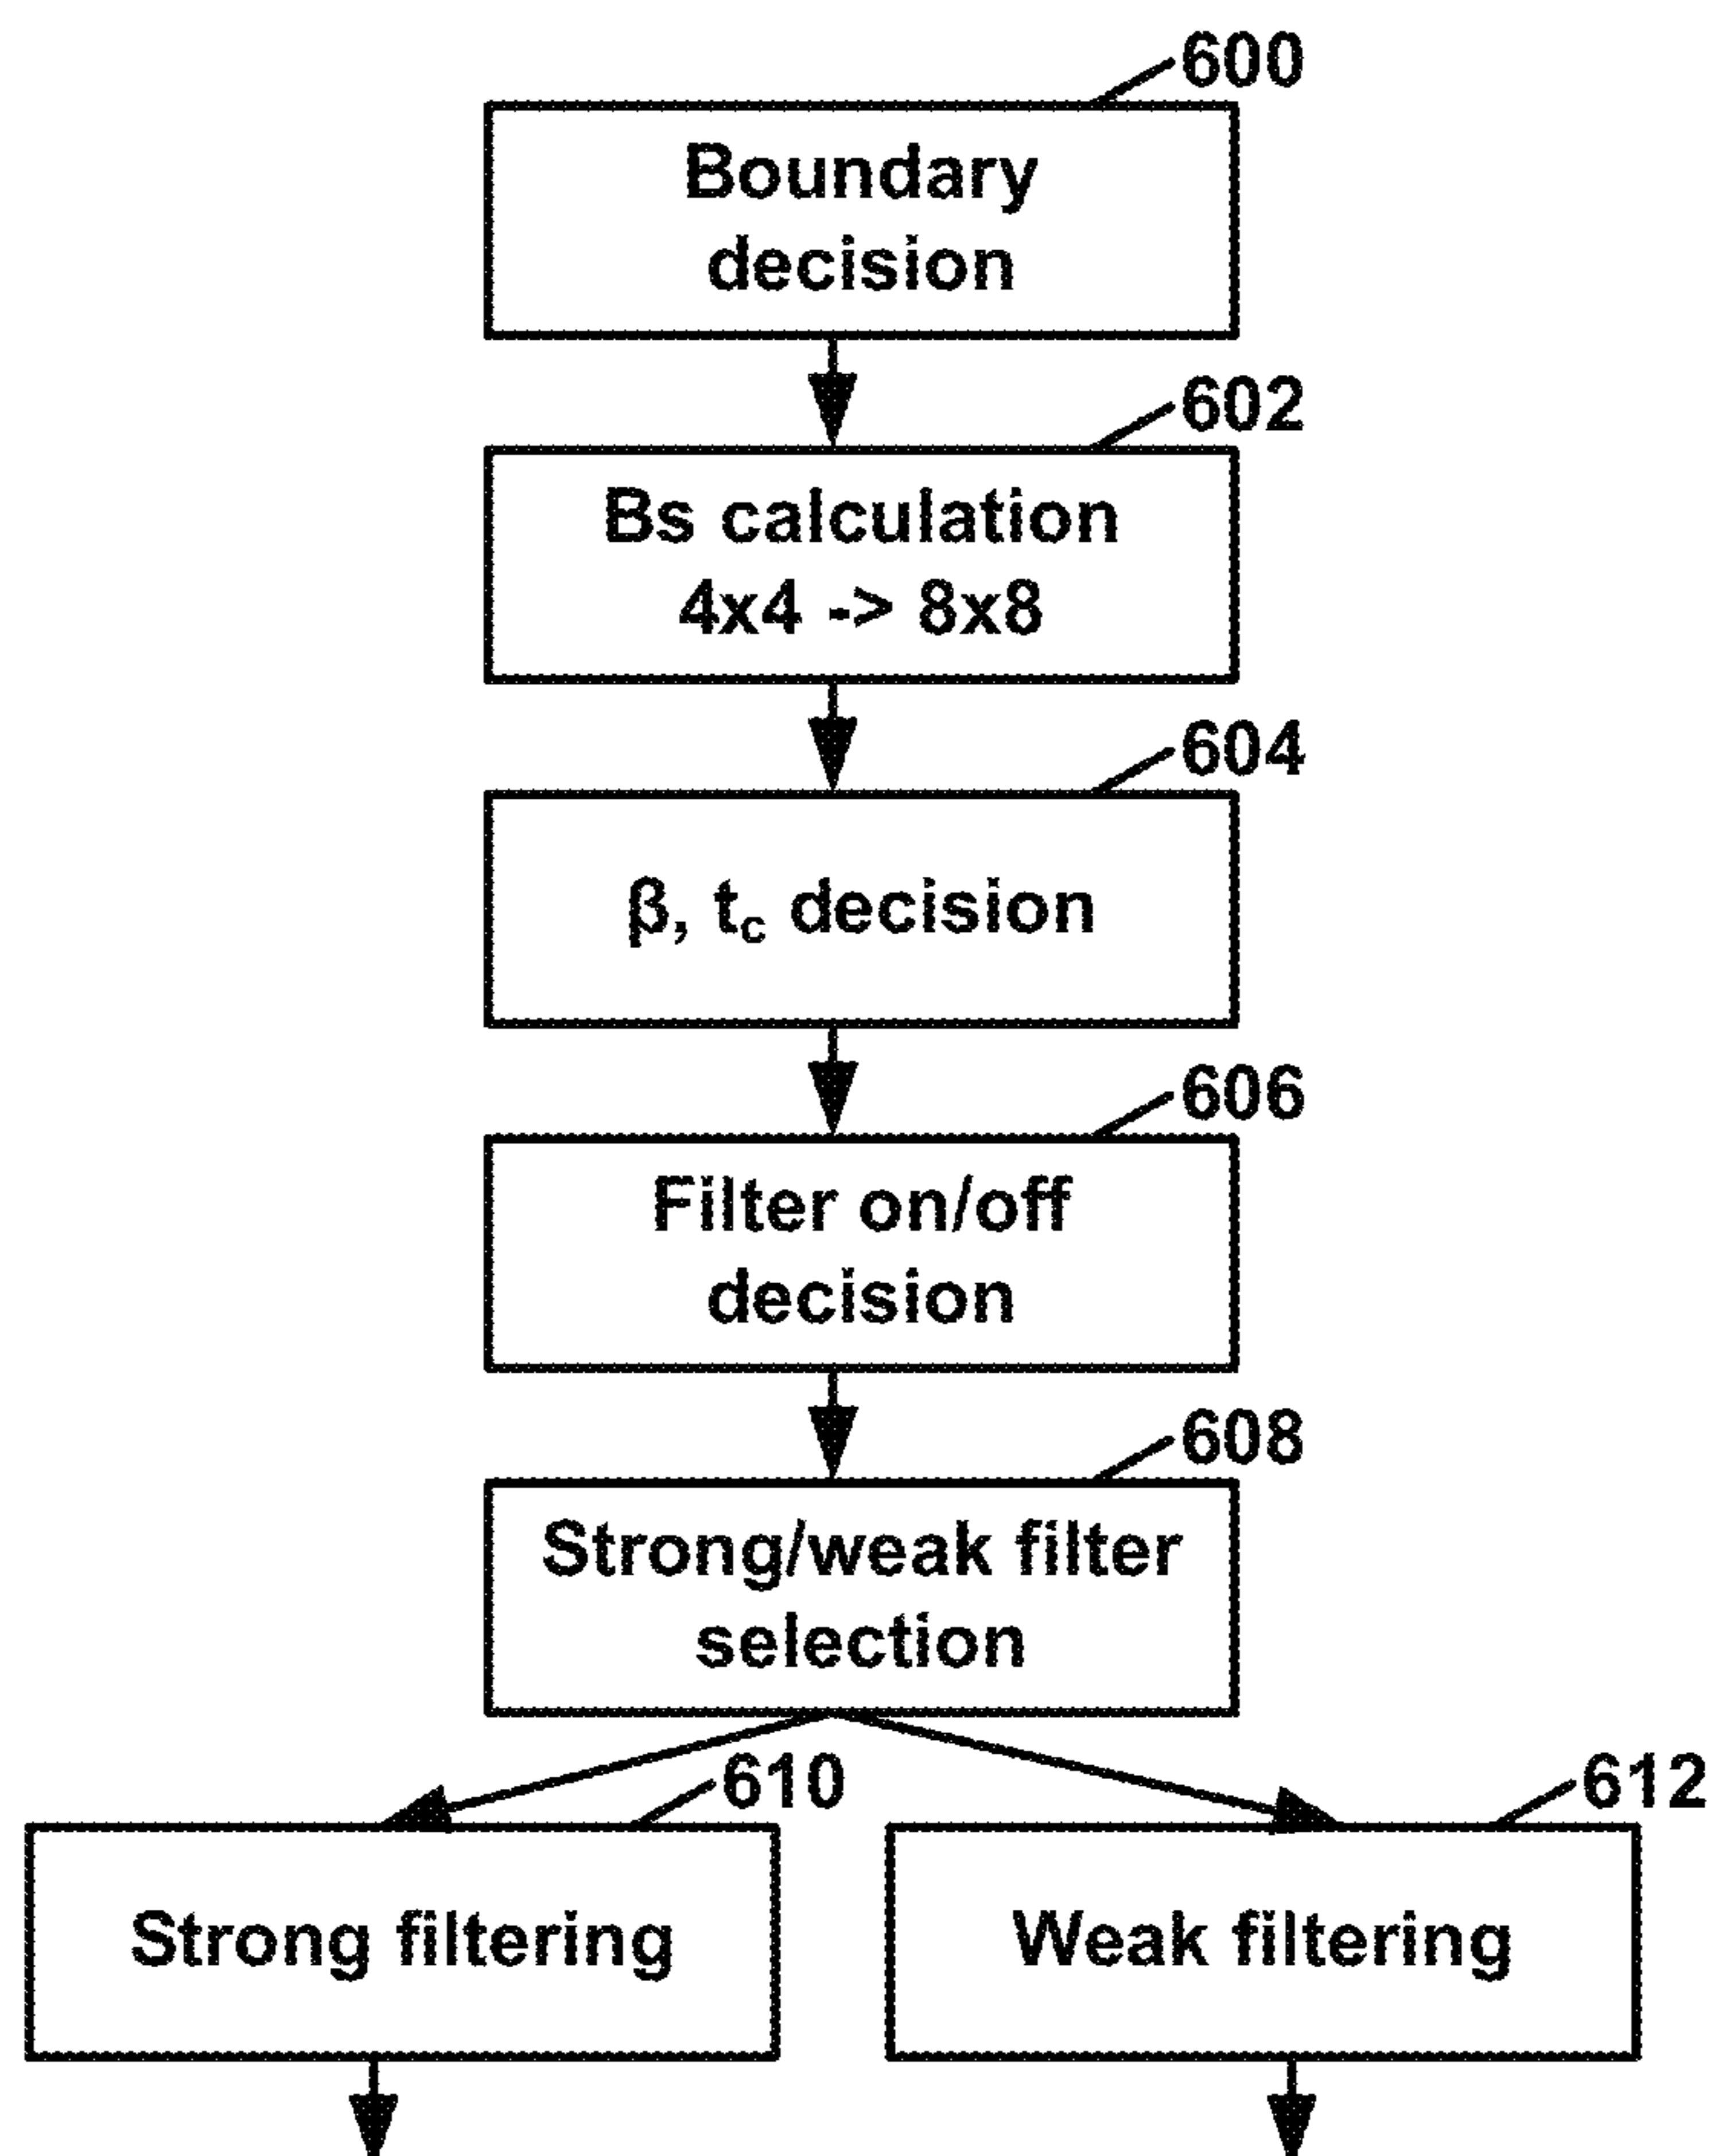 600
Boundary
decision
602
Bs calculation
4x4 -> 8x8
604
β, tc decision
606
Filter on/off
decision
608
Strong/weak filter
selection
610
612
Strong filtering
Weak filtering